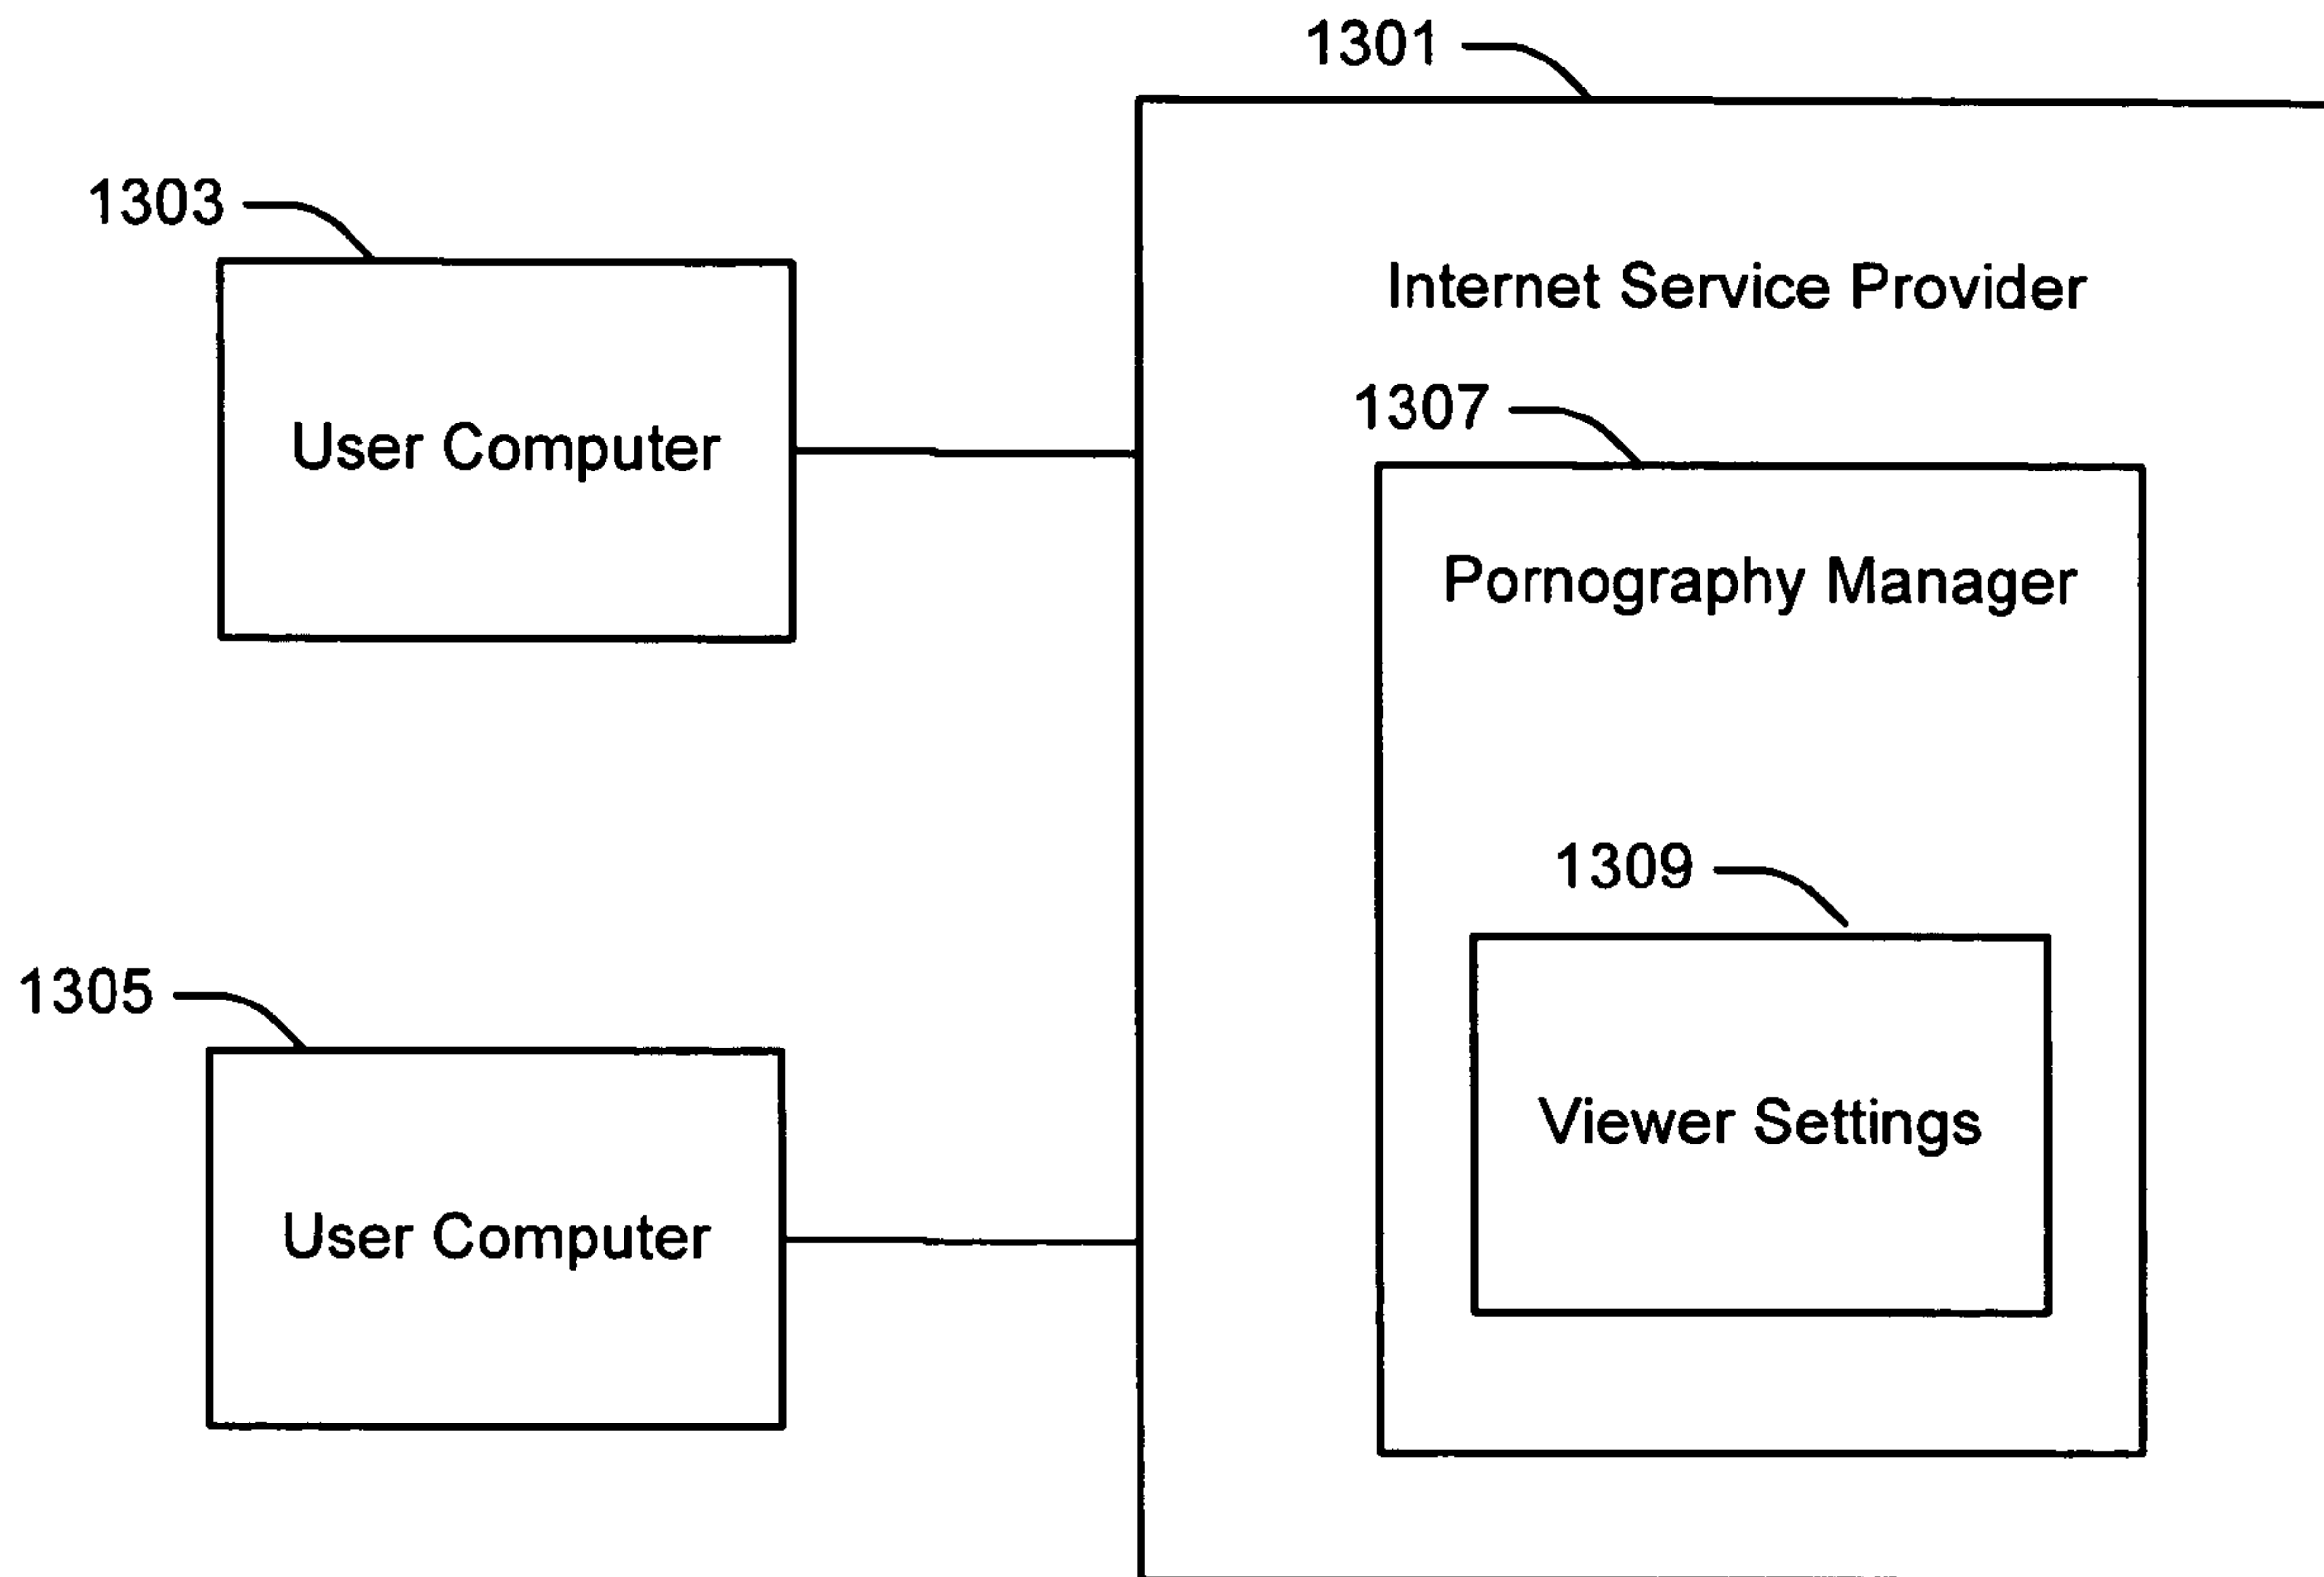 1301
1303
Internet Service Provider
1307
User Computer
Pornography Manager
1309
1305
Viewer Settings
User Computer